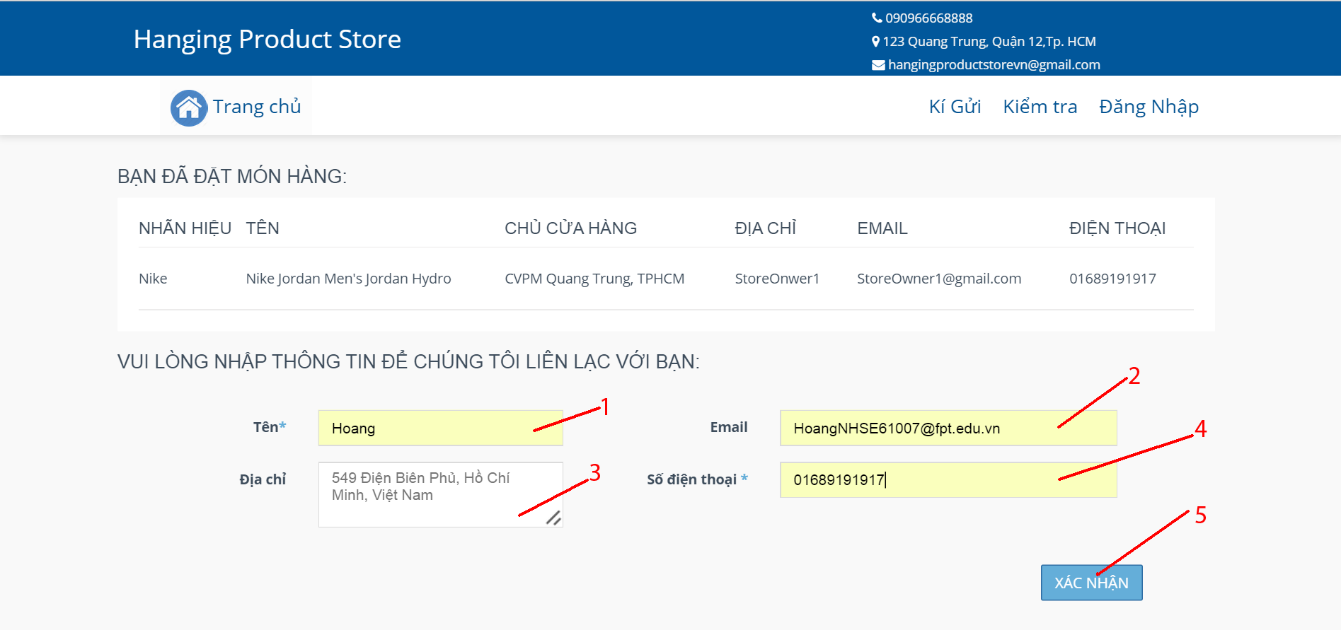 Hanging Product Store
090966668888
123 Quang Trung, Quận 12,Tp. HCM
hangingproductstorevn@gmail.com
Trang chủ
Kí Gửi Kiểm tra Đăng Nhập
BẠN ĐÃ ĐẶT MÓN HÀNG:
NHÃN HIỆU TÊN CHỦ CỬA HÀNG ĐỊA CHỈ EMAIL ĐIỆN THOẠI
Nike Nike Jordan Men's Jordan Hydro CVPM Quang Trung, TPHCM StoreOnwer1 StoreOwner1@gmail.com 01689191917
VUI LÒNG NHẬP THÔNG TIN ĐỂ CHÚNG TÔI LIÊN LẠC VỚI BẠN:
Tên* Hoang 1 Email HoangNHSE61007@fpt.edu.vn 2
Địa chỉ 549 Điện Biên Phủ, Hồ Chí
Minh, Việt Nam 3
Số điện thoại * 01689191917 4
XÁC NHẬN 5